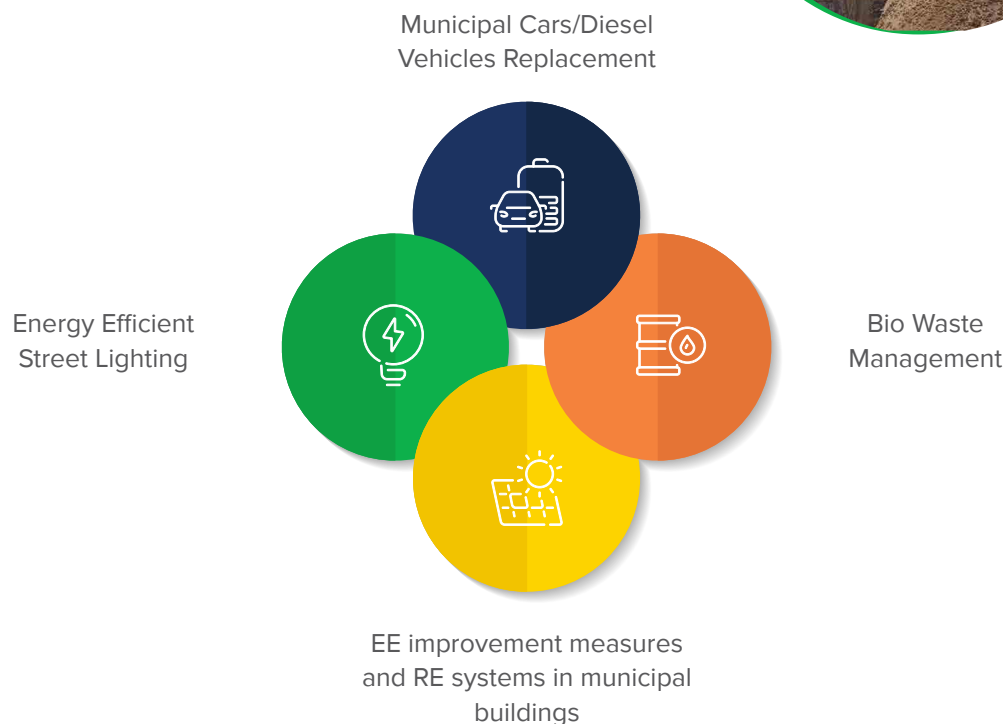 Municipal Cars/Diesel
Vehicles Replacement
Energy Efficient
Street Lighting
Bio Waste
Management
EE improvement measures
and RE systems in municipal
buildings